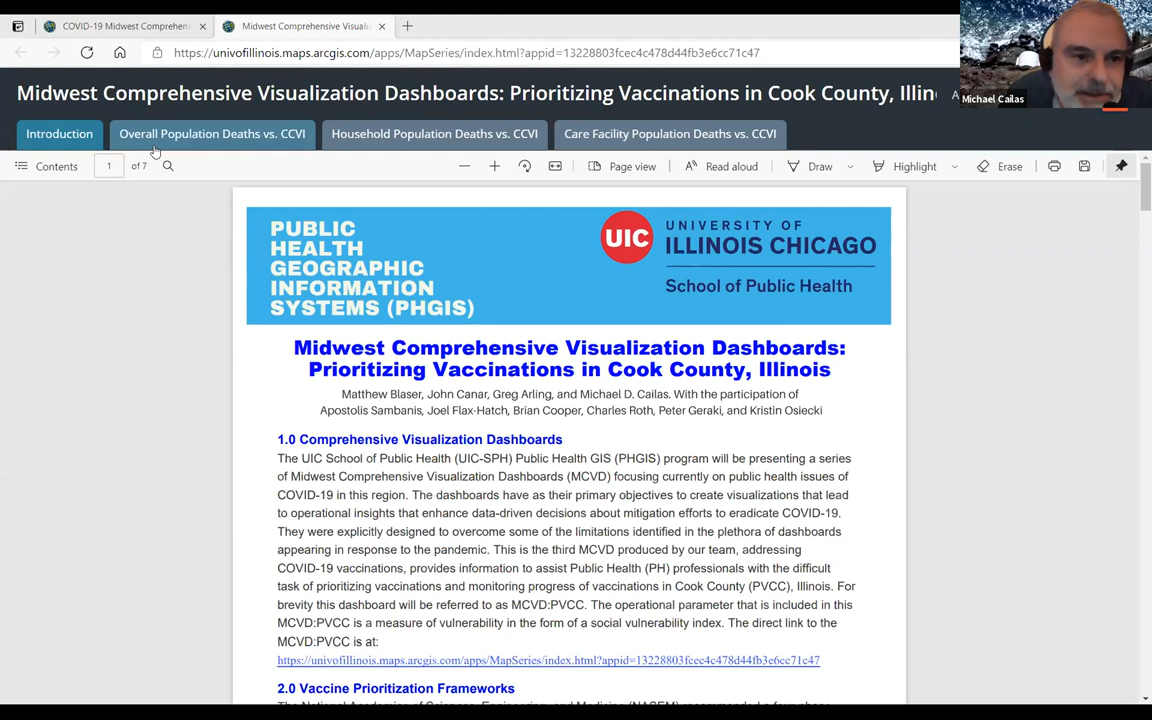 COVID-19 Midwest Comprehens
Midwest Comprehensive Visualiz
https://univofillinois.maps.arcgis.com/apps/MapSeries/index.html?appid=13228803fcec4c478d44fb3e6cc71c47
Michael Cailas
Midwest Comprehensive Visualization Dashboards: Prioritizing Vaccinations in Cook County, Illin
Introduction
Overall Population Deaths vs. CCVI
Household Population Deaths vs. CCVI
Care Facility Population Deaths vs. CCVI
Contents
1 of 7
Page view
Read aloud
Draw
Highlight
Erase
PUBLIC
HEALTH
GEOGRAPHIC
INFORMATION
SYSTEMS (PHGIS)
UIC
UNIVERSITY OF
ILLINOIS CHICAGO
School of Public Health
Midwest Comprehensive Visualization Dashboards:
Prioritizing Vaccinations in Cook County, Illinois
Matthew Blaser, John Canar, Greg Arling, and Michael D. Cailas. With the participation of
Apostolis Sambanis, Joel Flax-Hatch, Brian Cooper, Charles Roth, Peter Geraki, and Kristin Osiecki
1.0 Comprehensive Visualization Dashboards
The UIC School of Public Health (UIC-SPH) Public Health GIS (PHGIS) program will be presenting a series
of Midwest Comprehensive Visualization Dashboards (MCVD) focusing currently on public health issues of
COVID-19 in this region. The dashboards have as their primary objectives to create visualizations that lead
to operational insights that enhance data-driven decisions about mitigation efforts to eradicate COVID-19.
They were explicitly designed to overcome some of the limitations identified in the plethora of dashboards
appearing in response to the pandemic. This is the third MCVD produced by our team, addressing
COVID-19 vaccinations, provides information to assist Public Health (PH) professionals with the difficult
task of prioritizing vaccinations and monitoring progress of vaccinations in Cook County (PVCC), Illinois. For
brevity this dashboard will be referred to as MCVD:PVCC. The operational parameter that is included in this
MCVD:PVCC is a measure of vulnerability in the form of a social vulnerability index. The direct link to the
MCVD:PVCC is at:
https://univofillinois.maps.arcgis.com/apps/MapSeries/index.html?appid=13228803fcec4c478d44fb3e6cc71c47
2.0 Vaccine Prioritization Frameworks